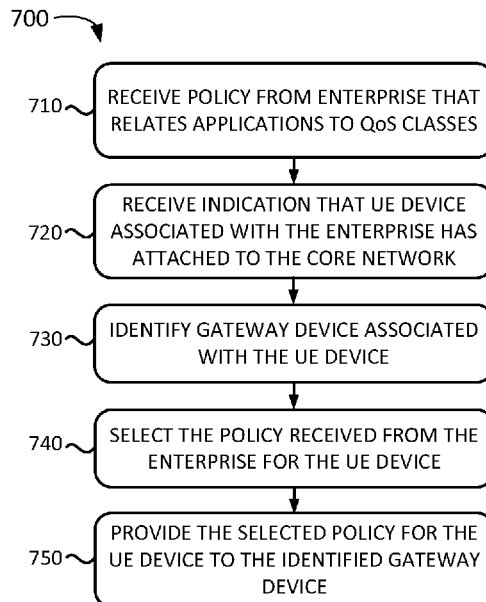 700
710
RECEIVE POLICY FROM ENTERPRISE THAT
RELATES APPLICATIONS TO QoS CLASSES
720
RECEIVE INDICATION THAT UE DEVICE
ASSOCIATED WITH THE ENTERPRISE HAS
ATTACHED TO THE CORE NETWORK
730
IDENTIFY GATEWAY DEVICE ASSOCIATED
WITH THE UE DEVICE
740
SELECT THE POLICY RECEIVED FROM THE
ENTERPRISE FOR THE UE DEVICE
750
PROVIDE THE SELECTED POLICY FOR THE
UE DEVICE TO THE IDENTIFIED GATEWAY
DEVICE